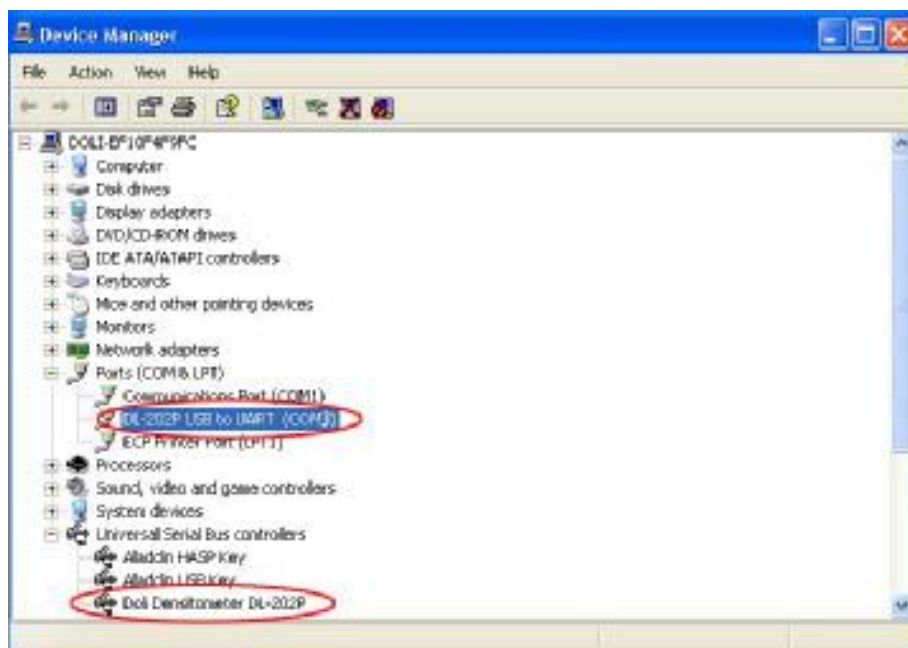 Device Manager
File Action View Help
Computer
Disk drives
Display adapters
DVD/CD-ROM drives
IDE ATA/ATAPI controllers
Keyboards
Mice and other pointing devices
Monitors
Network adapters
Ports (COM & LPT)
Communications Port (COM1)
DL-202P USB to UART
ECP Printer Port (LPT1)
Processors
Sound, video and game controllers
System devices
Universal Serial Bus controllers
Aladdin HASP Key
Aladdin USB Key
Doli Densitometer DL-202P